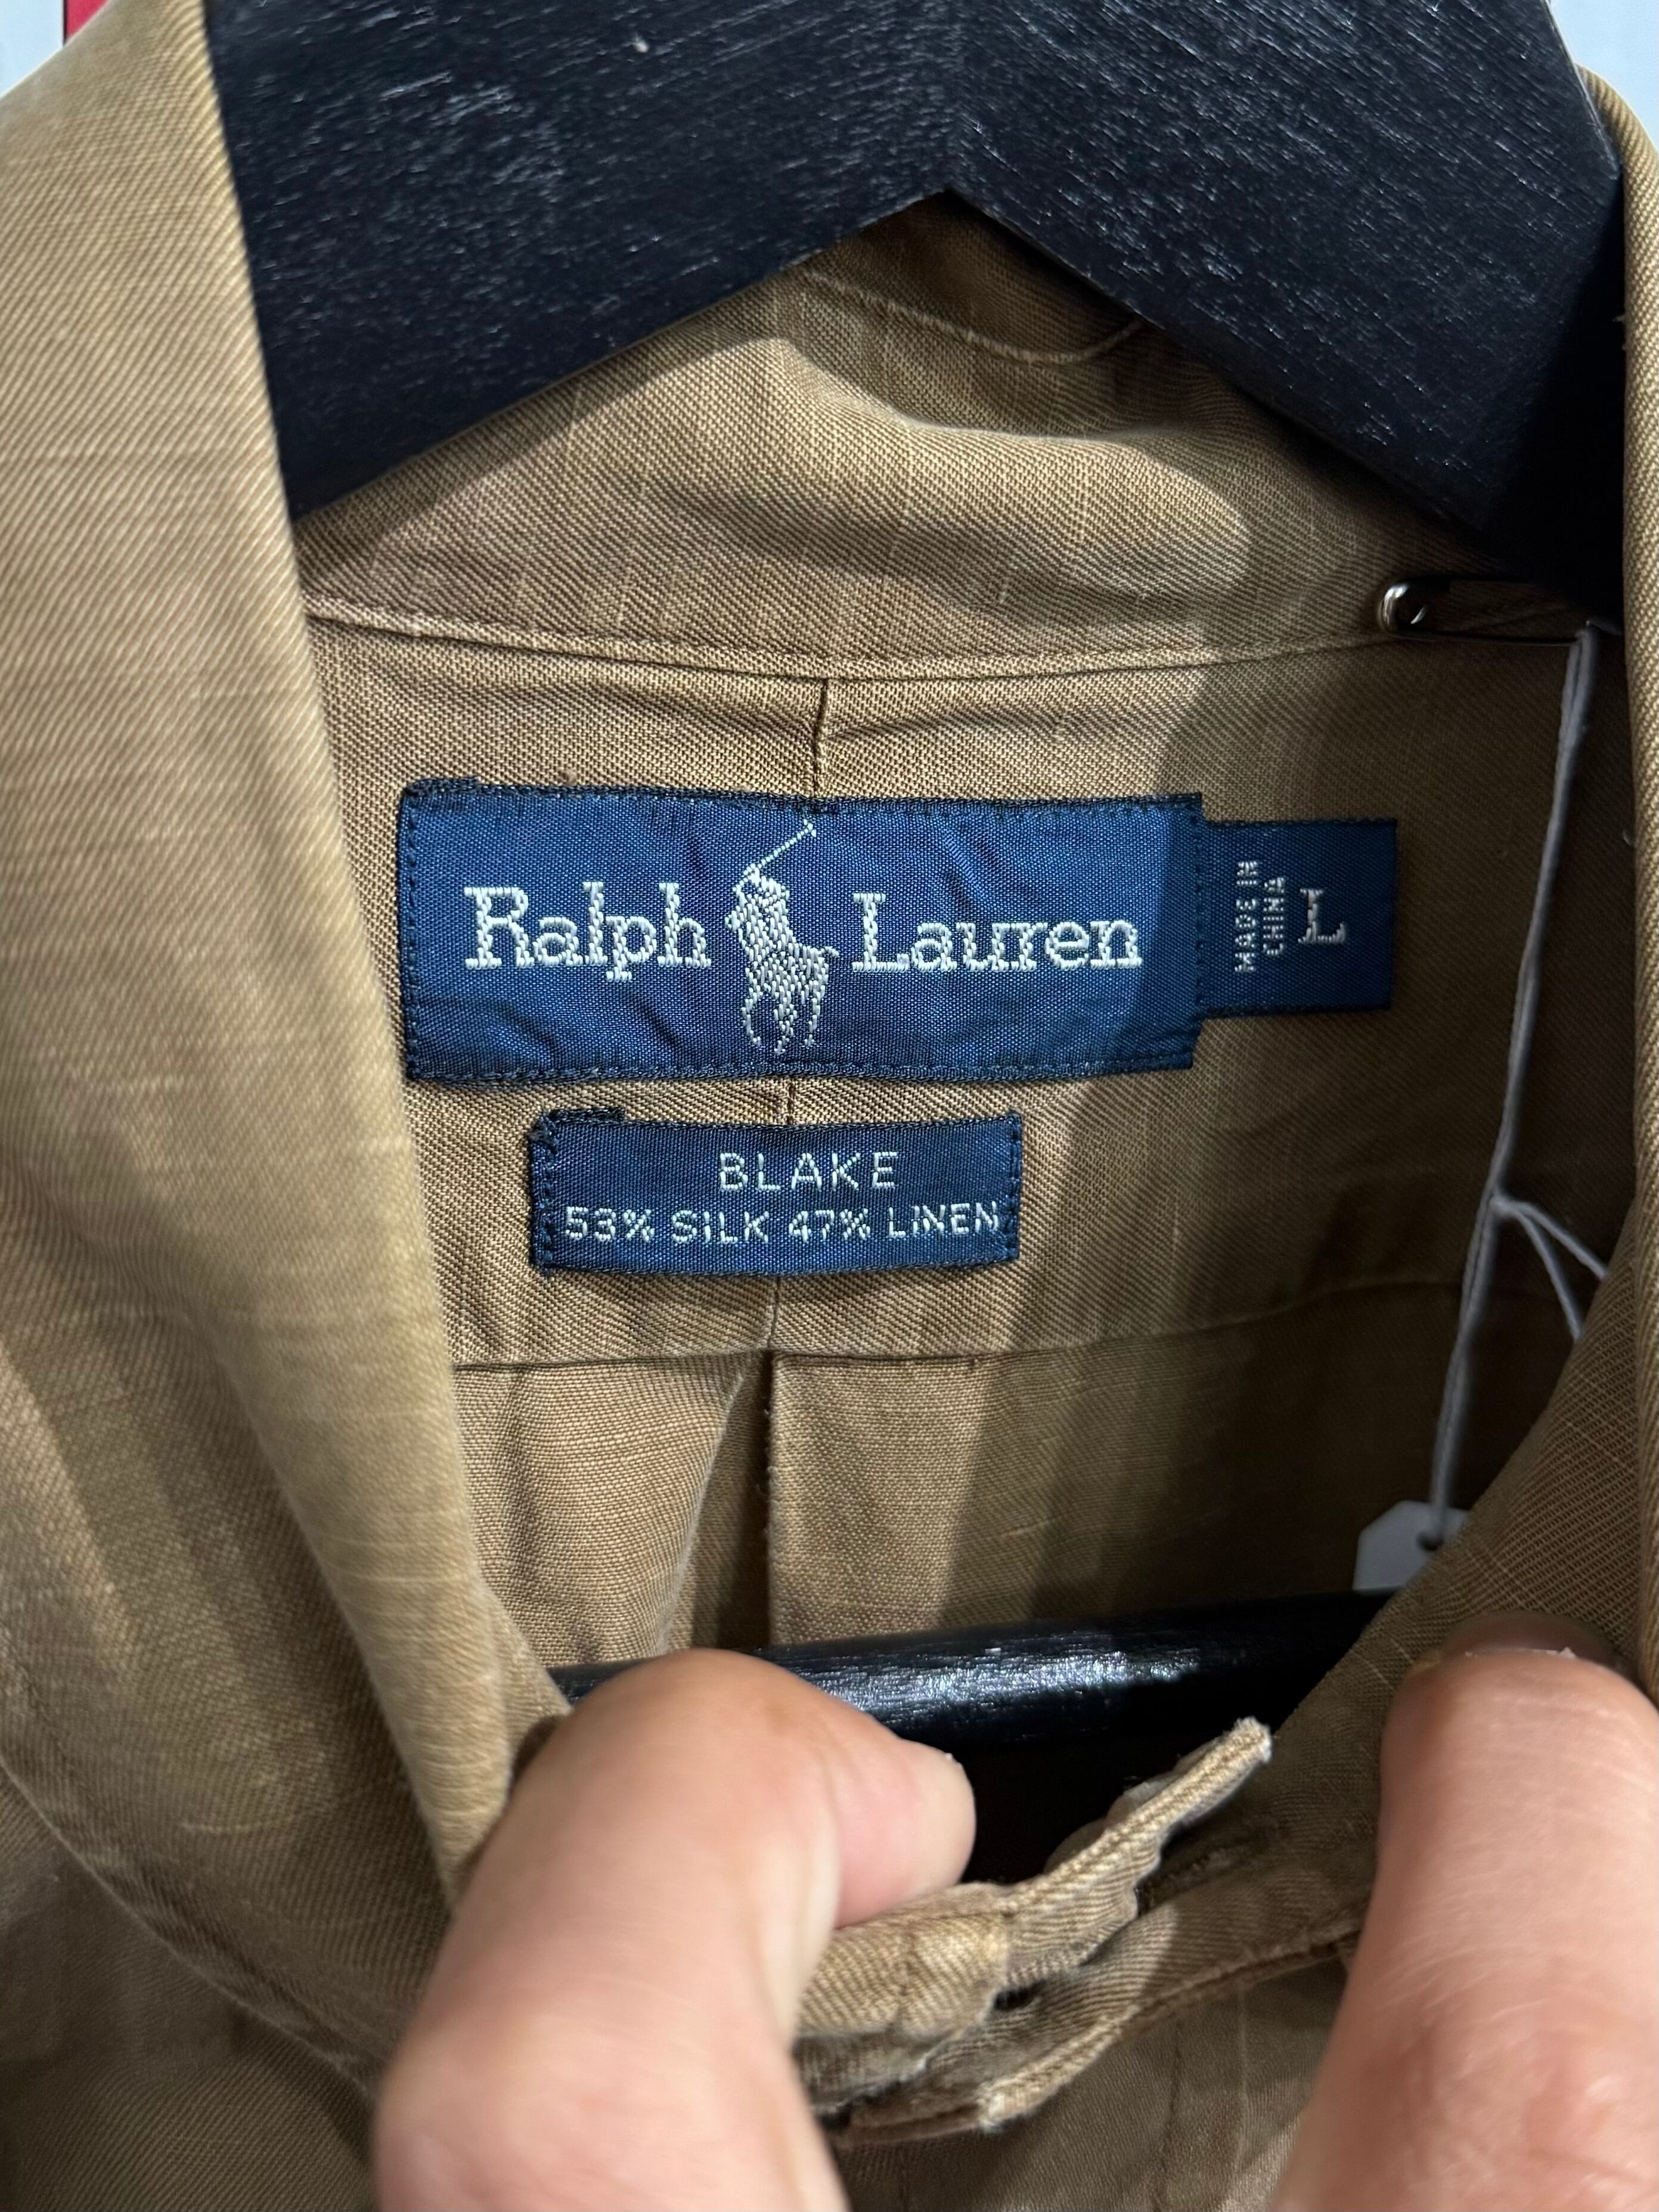 Ralph Lauren
MADE IN
CHINA
L
BLAKE
53% SILK 47% LINEN